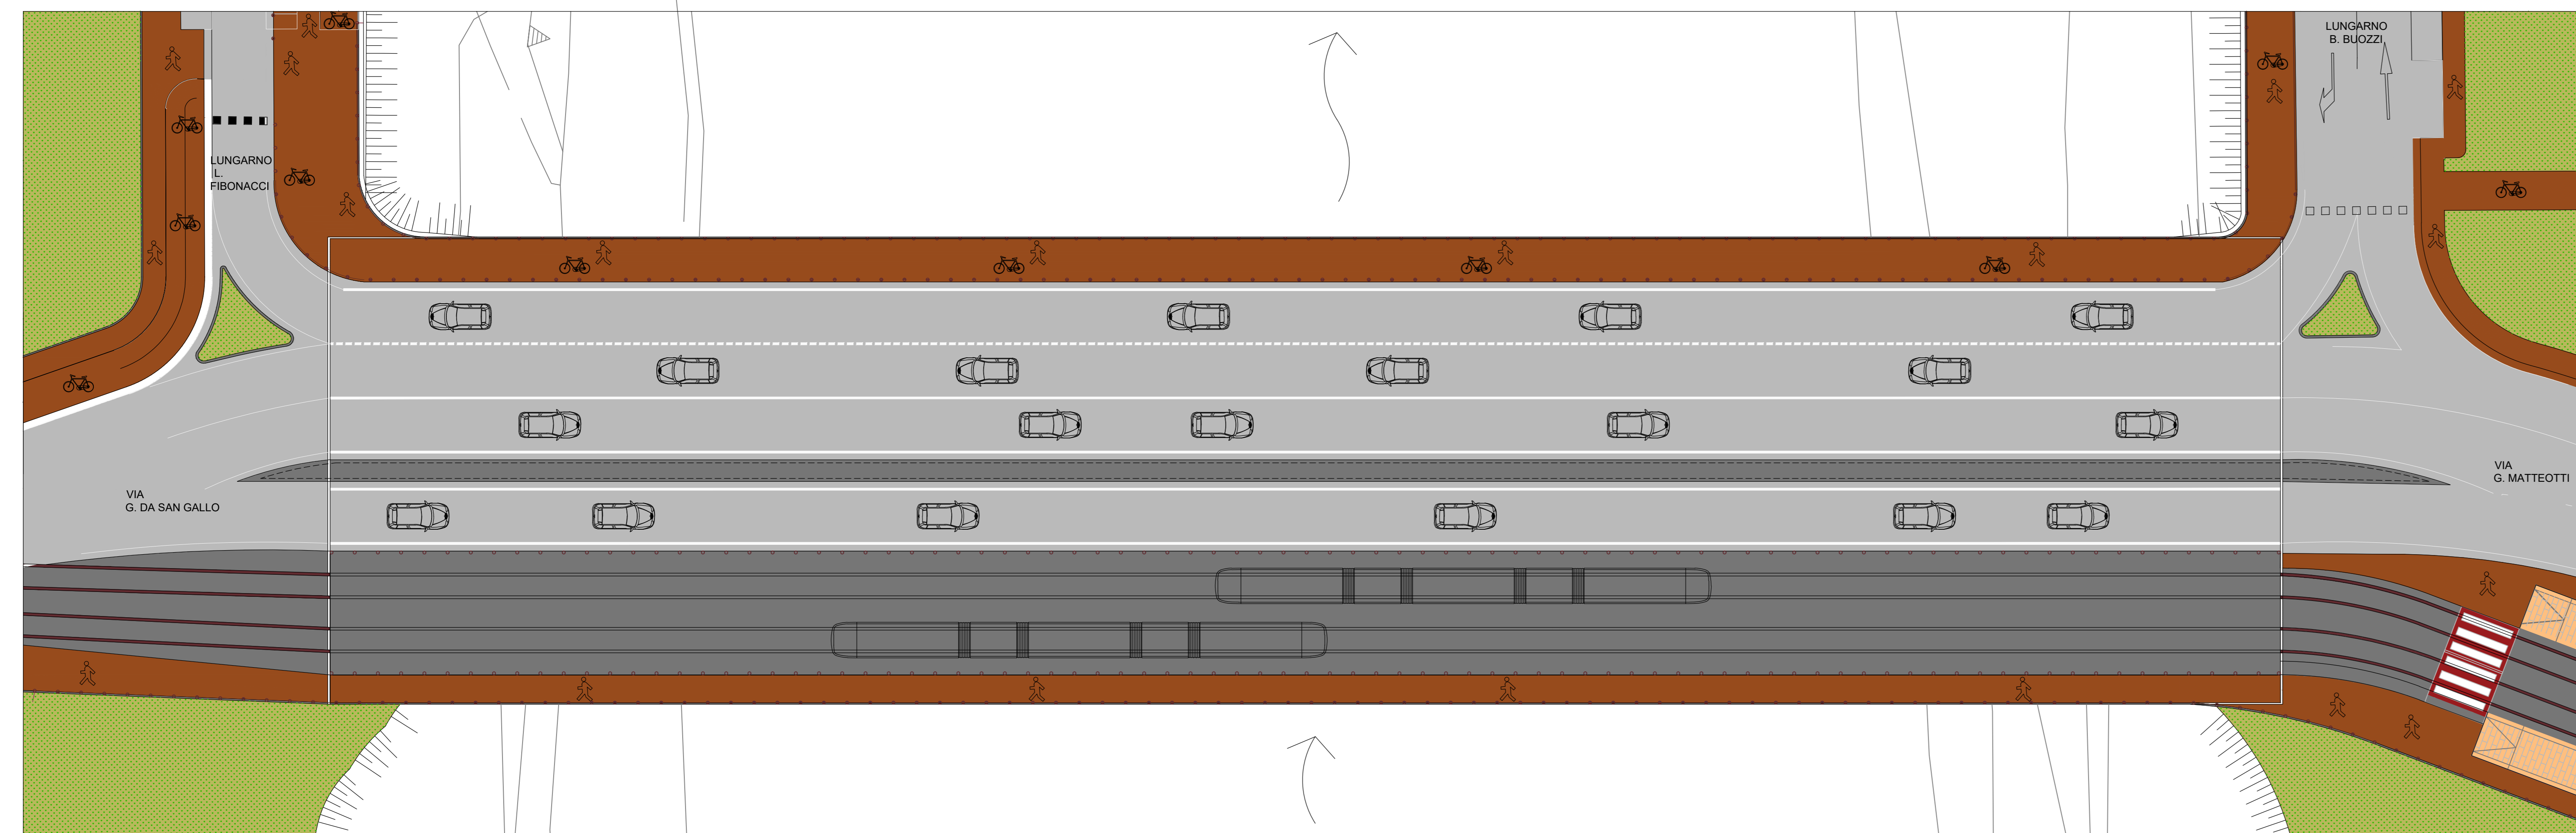 LUNGARNO
B. BUOZZI
LUNGARNO
L.
FIBONACCI
VIA
G. DA SAN GALLO
VIA
G. MATTEOTTI